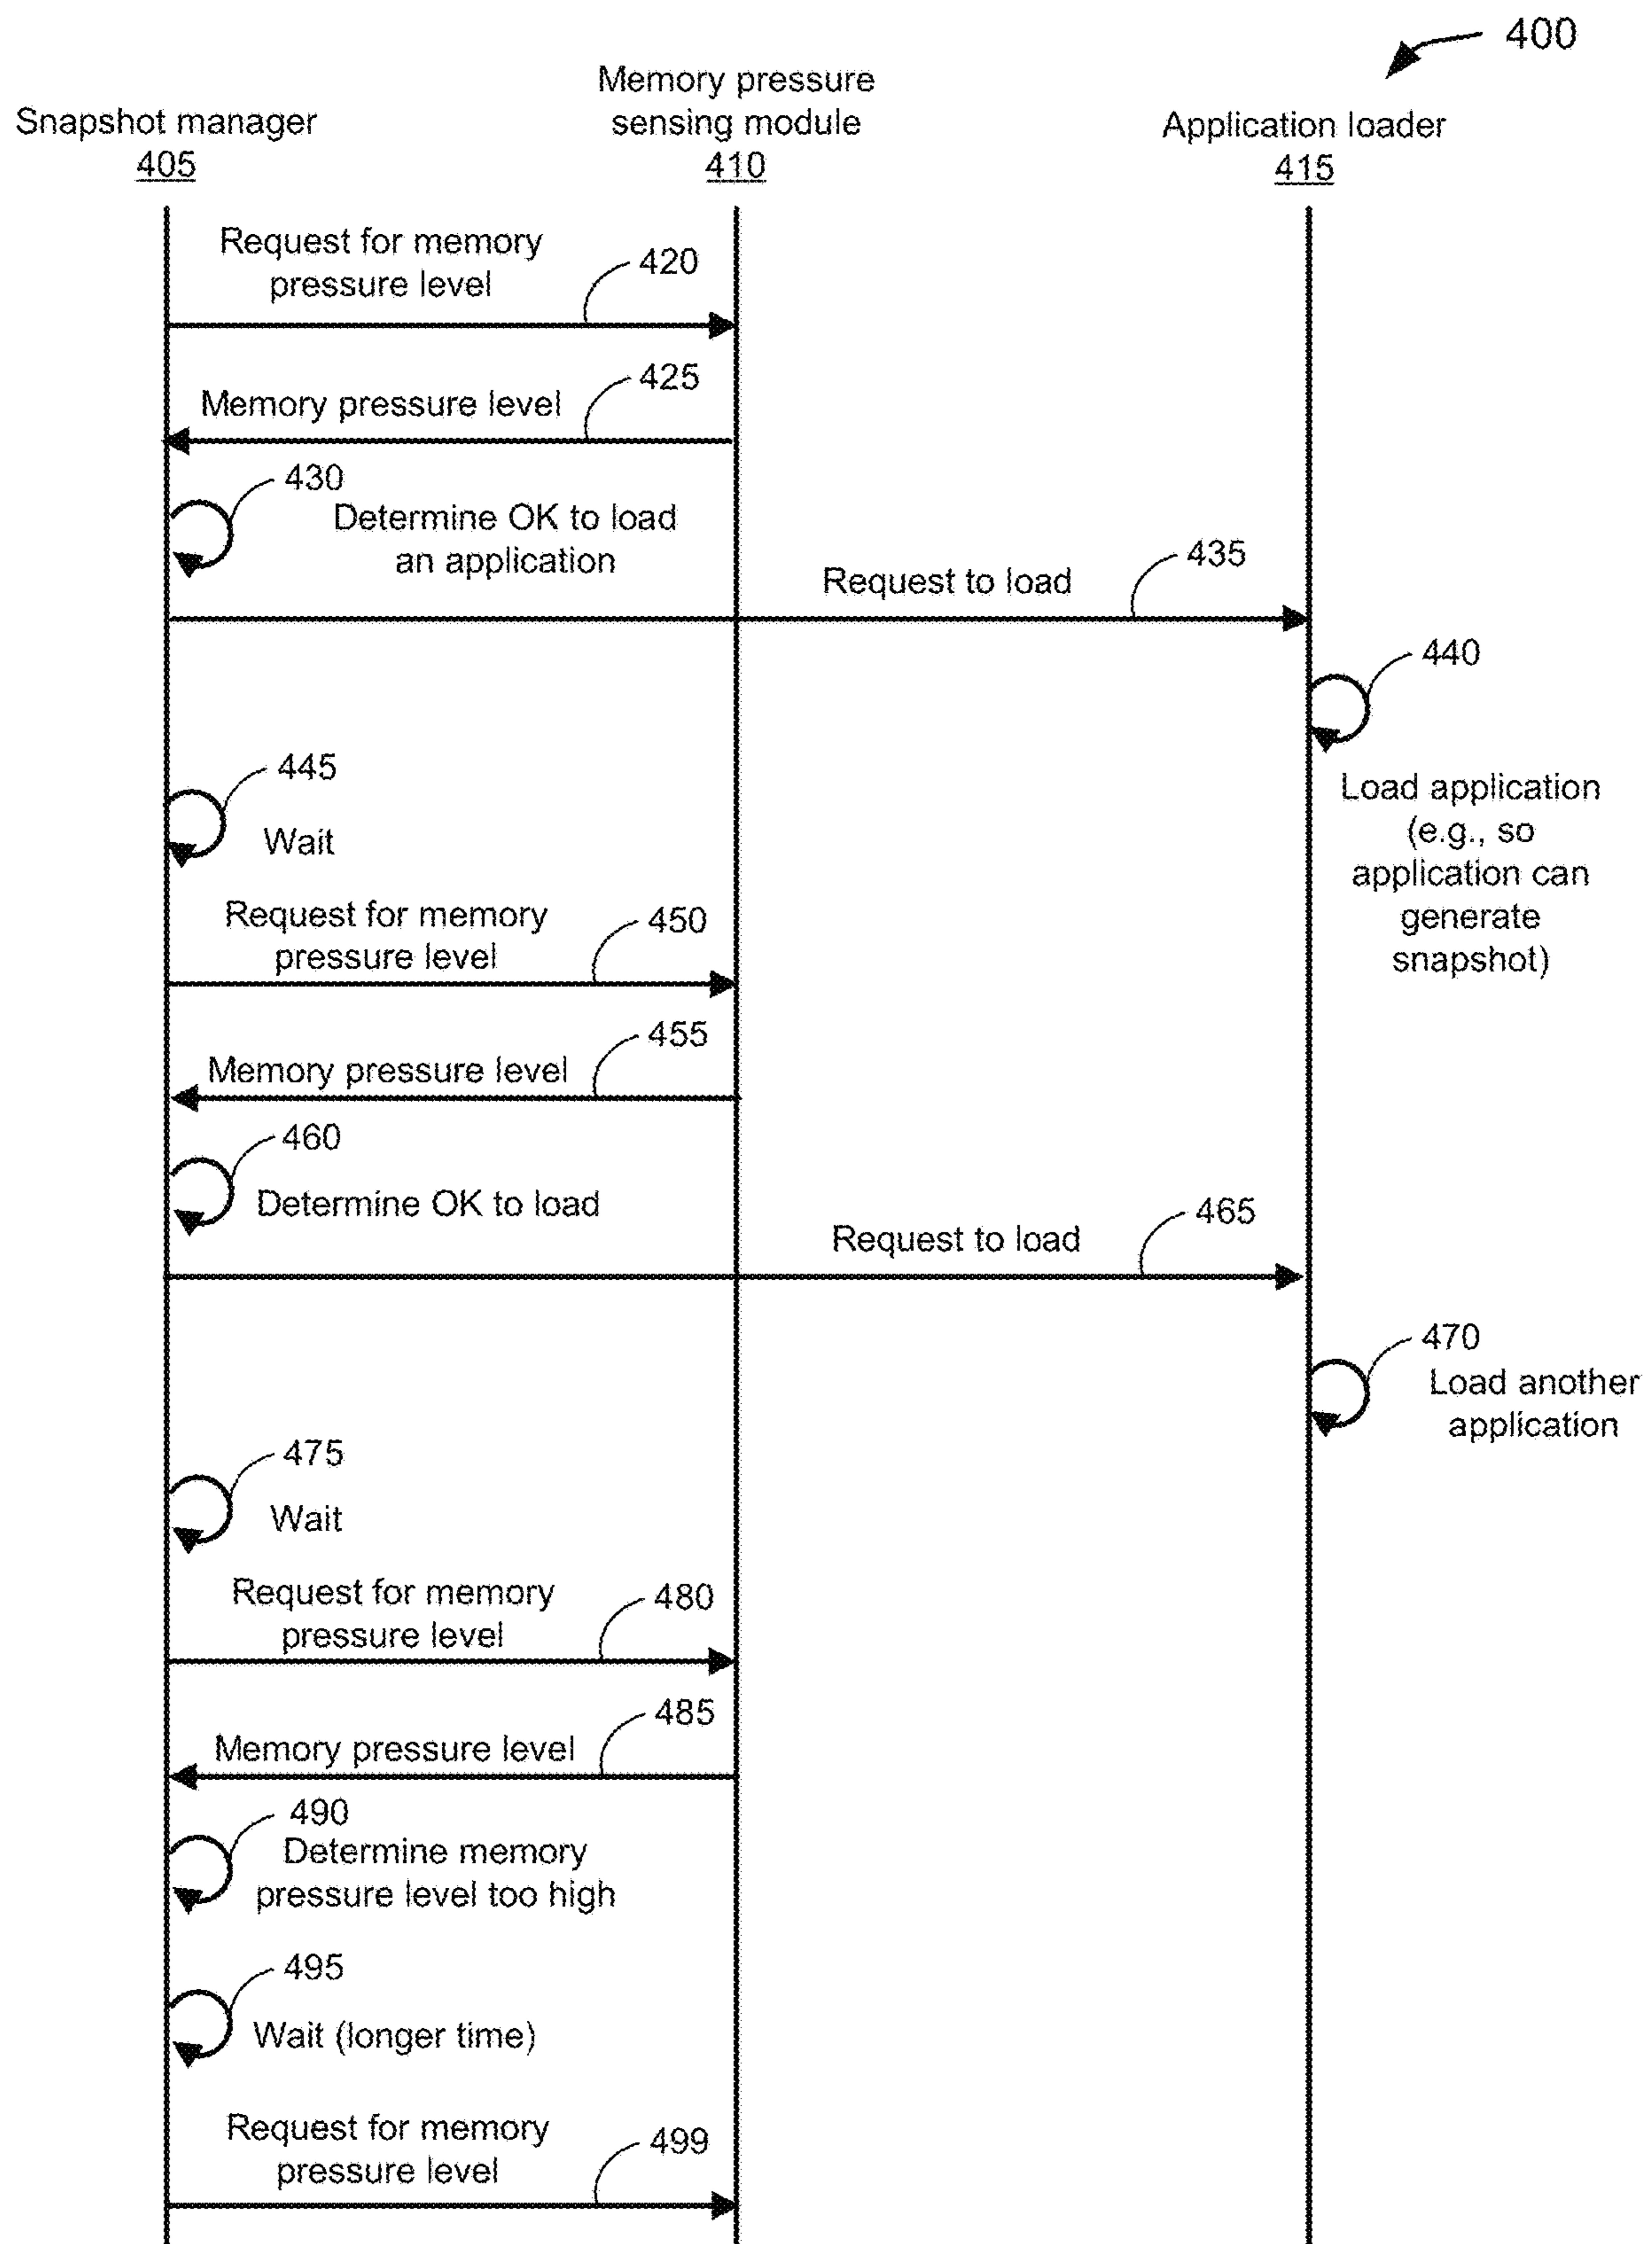 400
Snapshot manager
405
Memory pressure
sensing module
410
Application loader
415
Request for memory
pressure level
420
Memory pressure level
425
430
Determine OK to load
an application
Request to load
435
440
Load application
(e.g., so
application can
generate
snapshot)
445
Wait
Request for memory
pressure level
450
Memory pressure level
455
460
Determine OK to load
Request to load
465
470
Load another
application
475
Wait
Request for memory
pressure level
480
Memory pressure level
485
490
Determine memory
pressure level too high
495
Wait (longer time)
Request for memory
pressure level
499